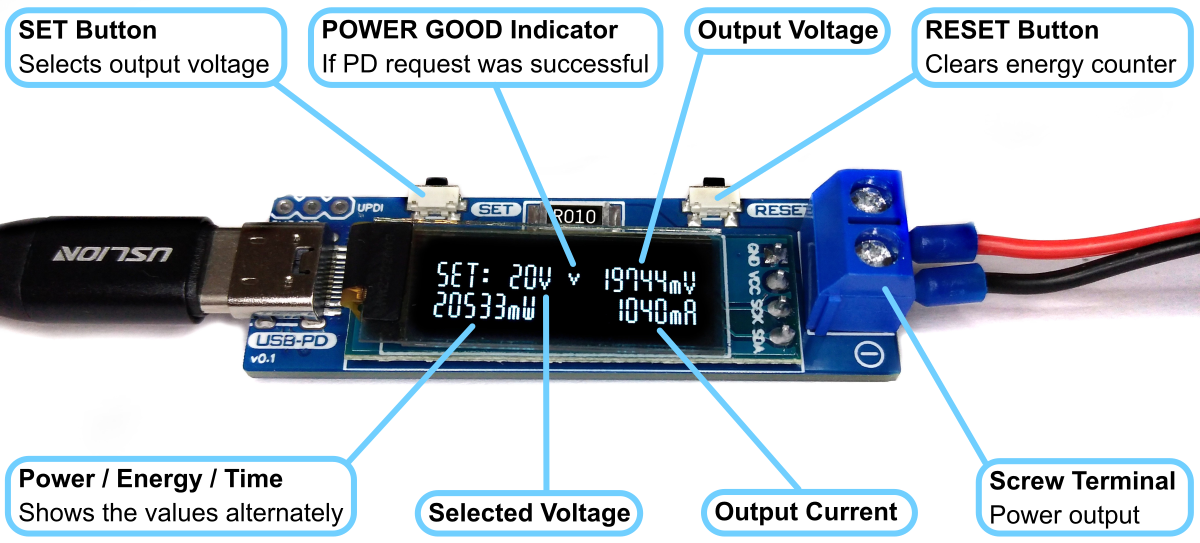 SET Button
Selects output voltage
POWER GOOD Indicator
If PD request was successful
Output Voltage
RESET Button
Clears energy counter
UPDI
SET
R010
RESET
USLION
SET: 20V v 19744mV
20533mW 1040mA
GND
VCC
SCK
SDA
USB-PD
v0.1
Power / Energy / Time
Shows the values alternately
Selected Voltage
Output Current
Screw Terminal
Power output